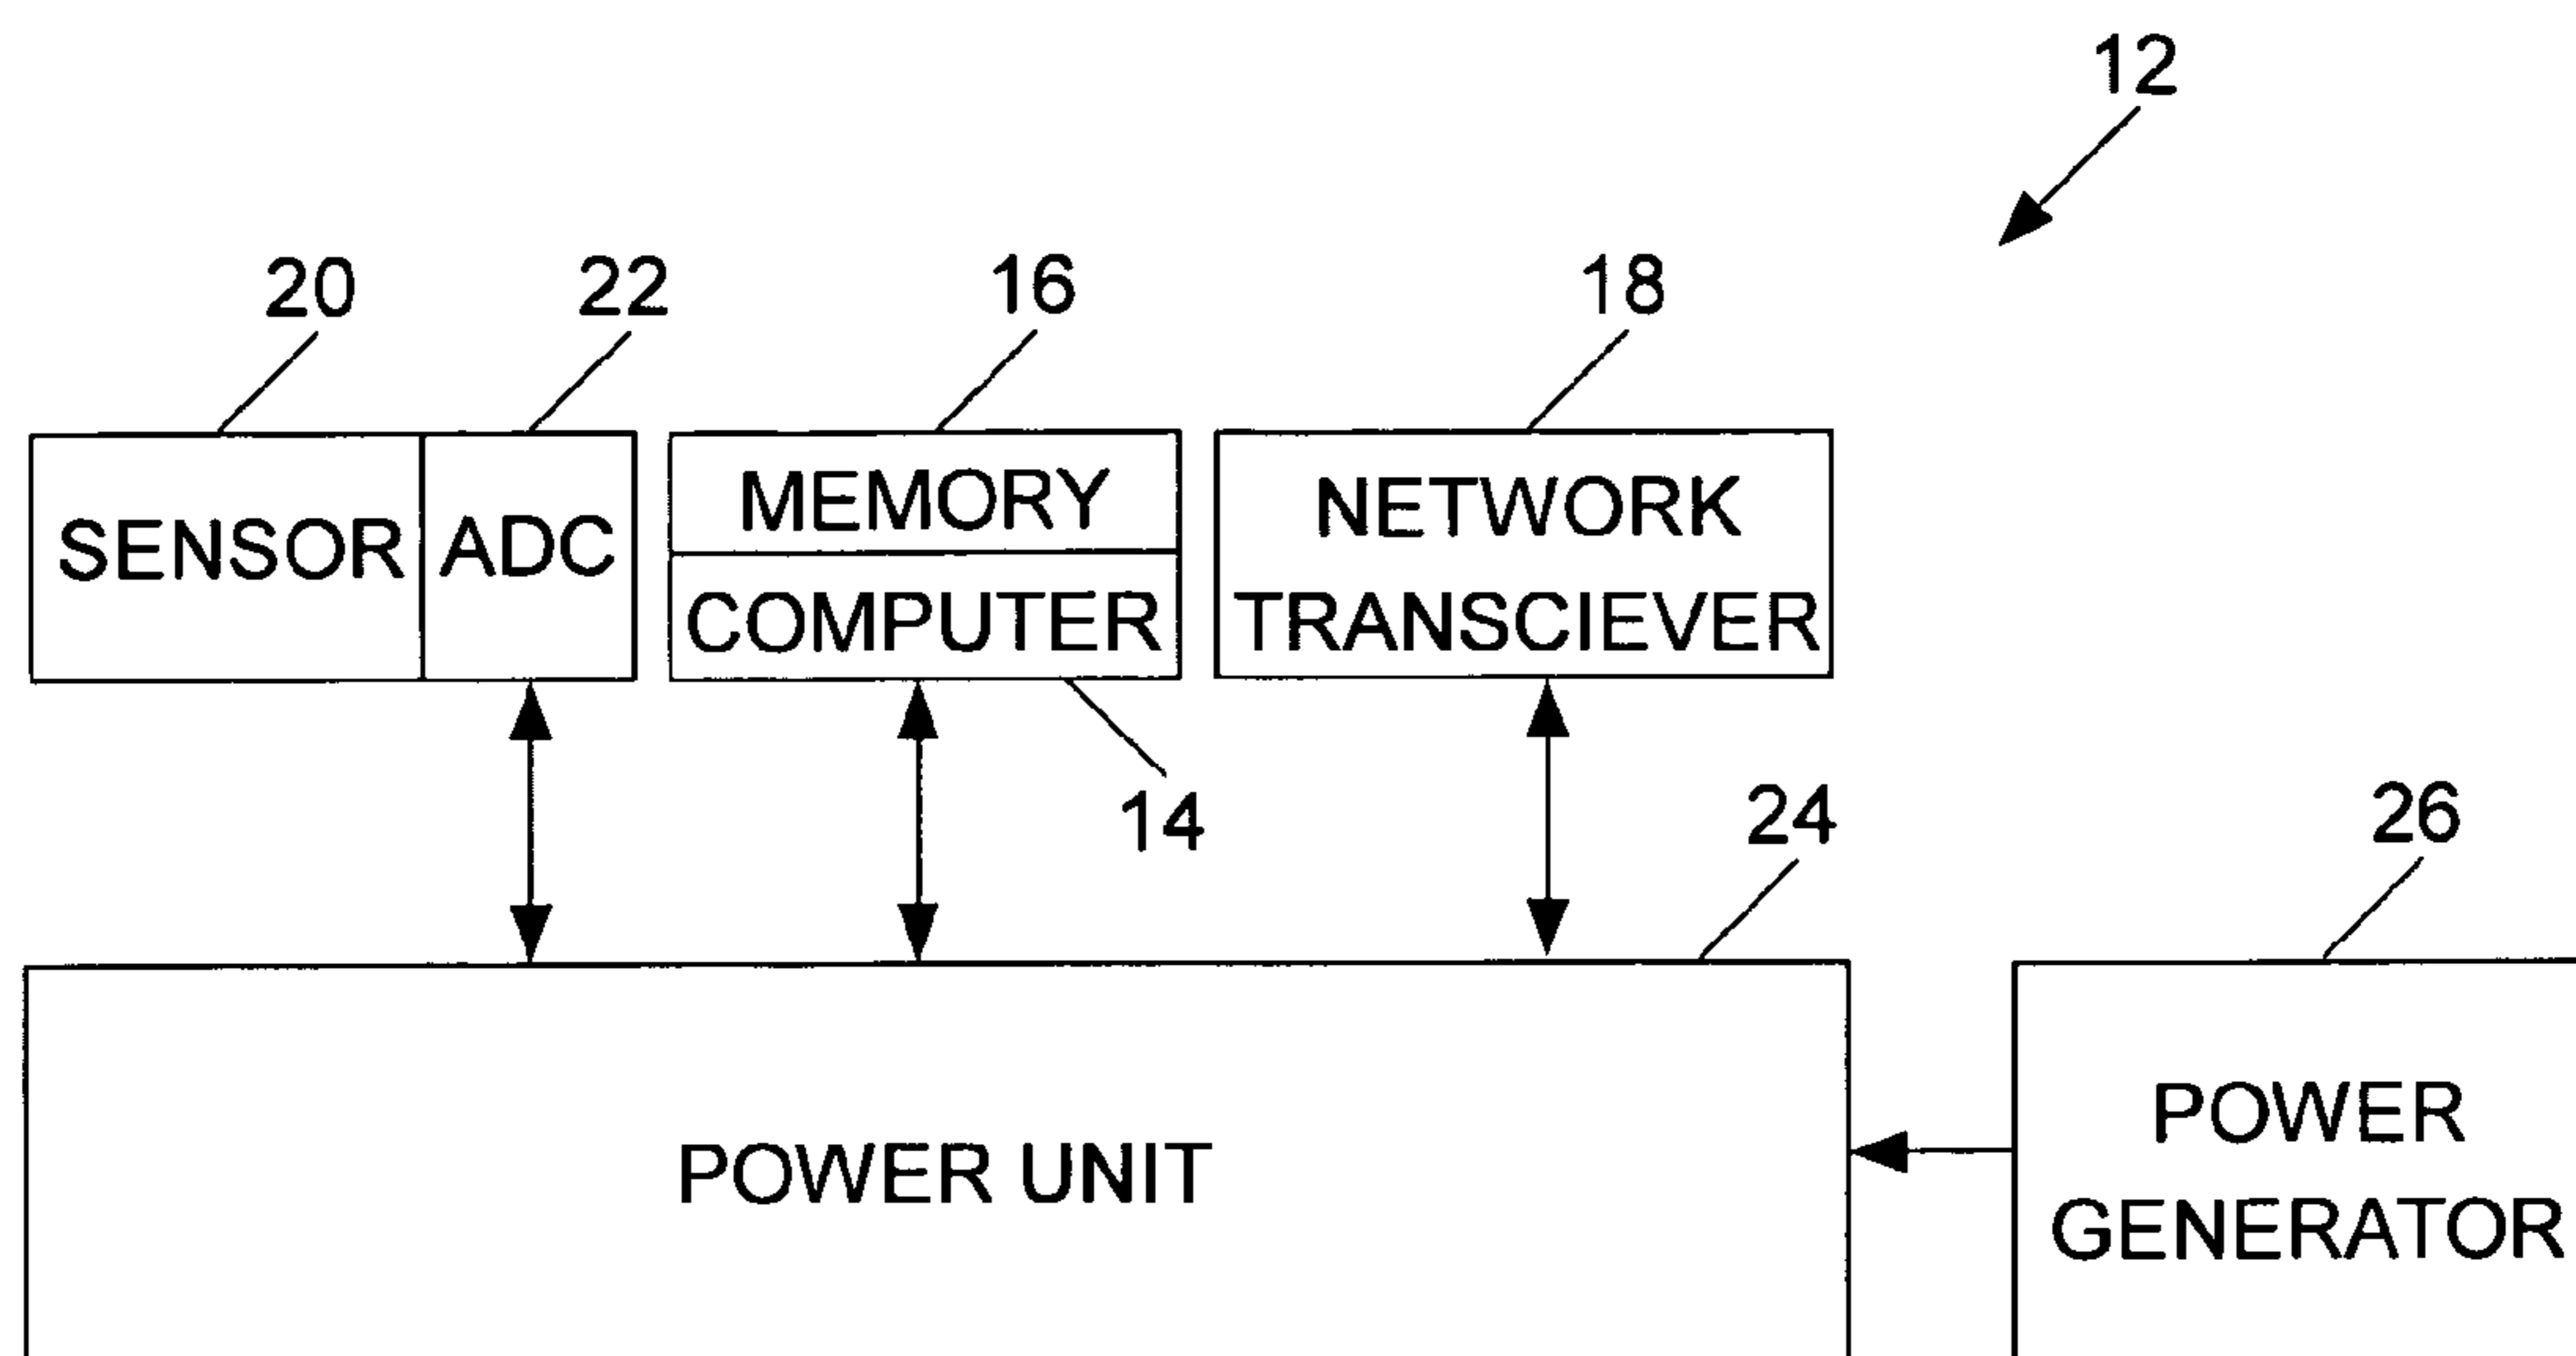 12
20
22
16
18
SENSOR
ADC
MEMORY
COMPUTER
NETWORK
TRANSCIEVER
14
24
26
POWER UNIT
POWER
GENERATOR